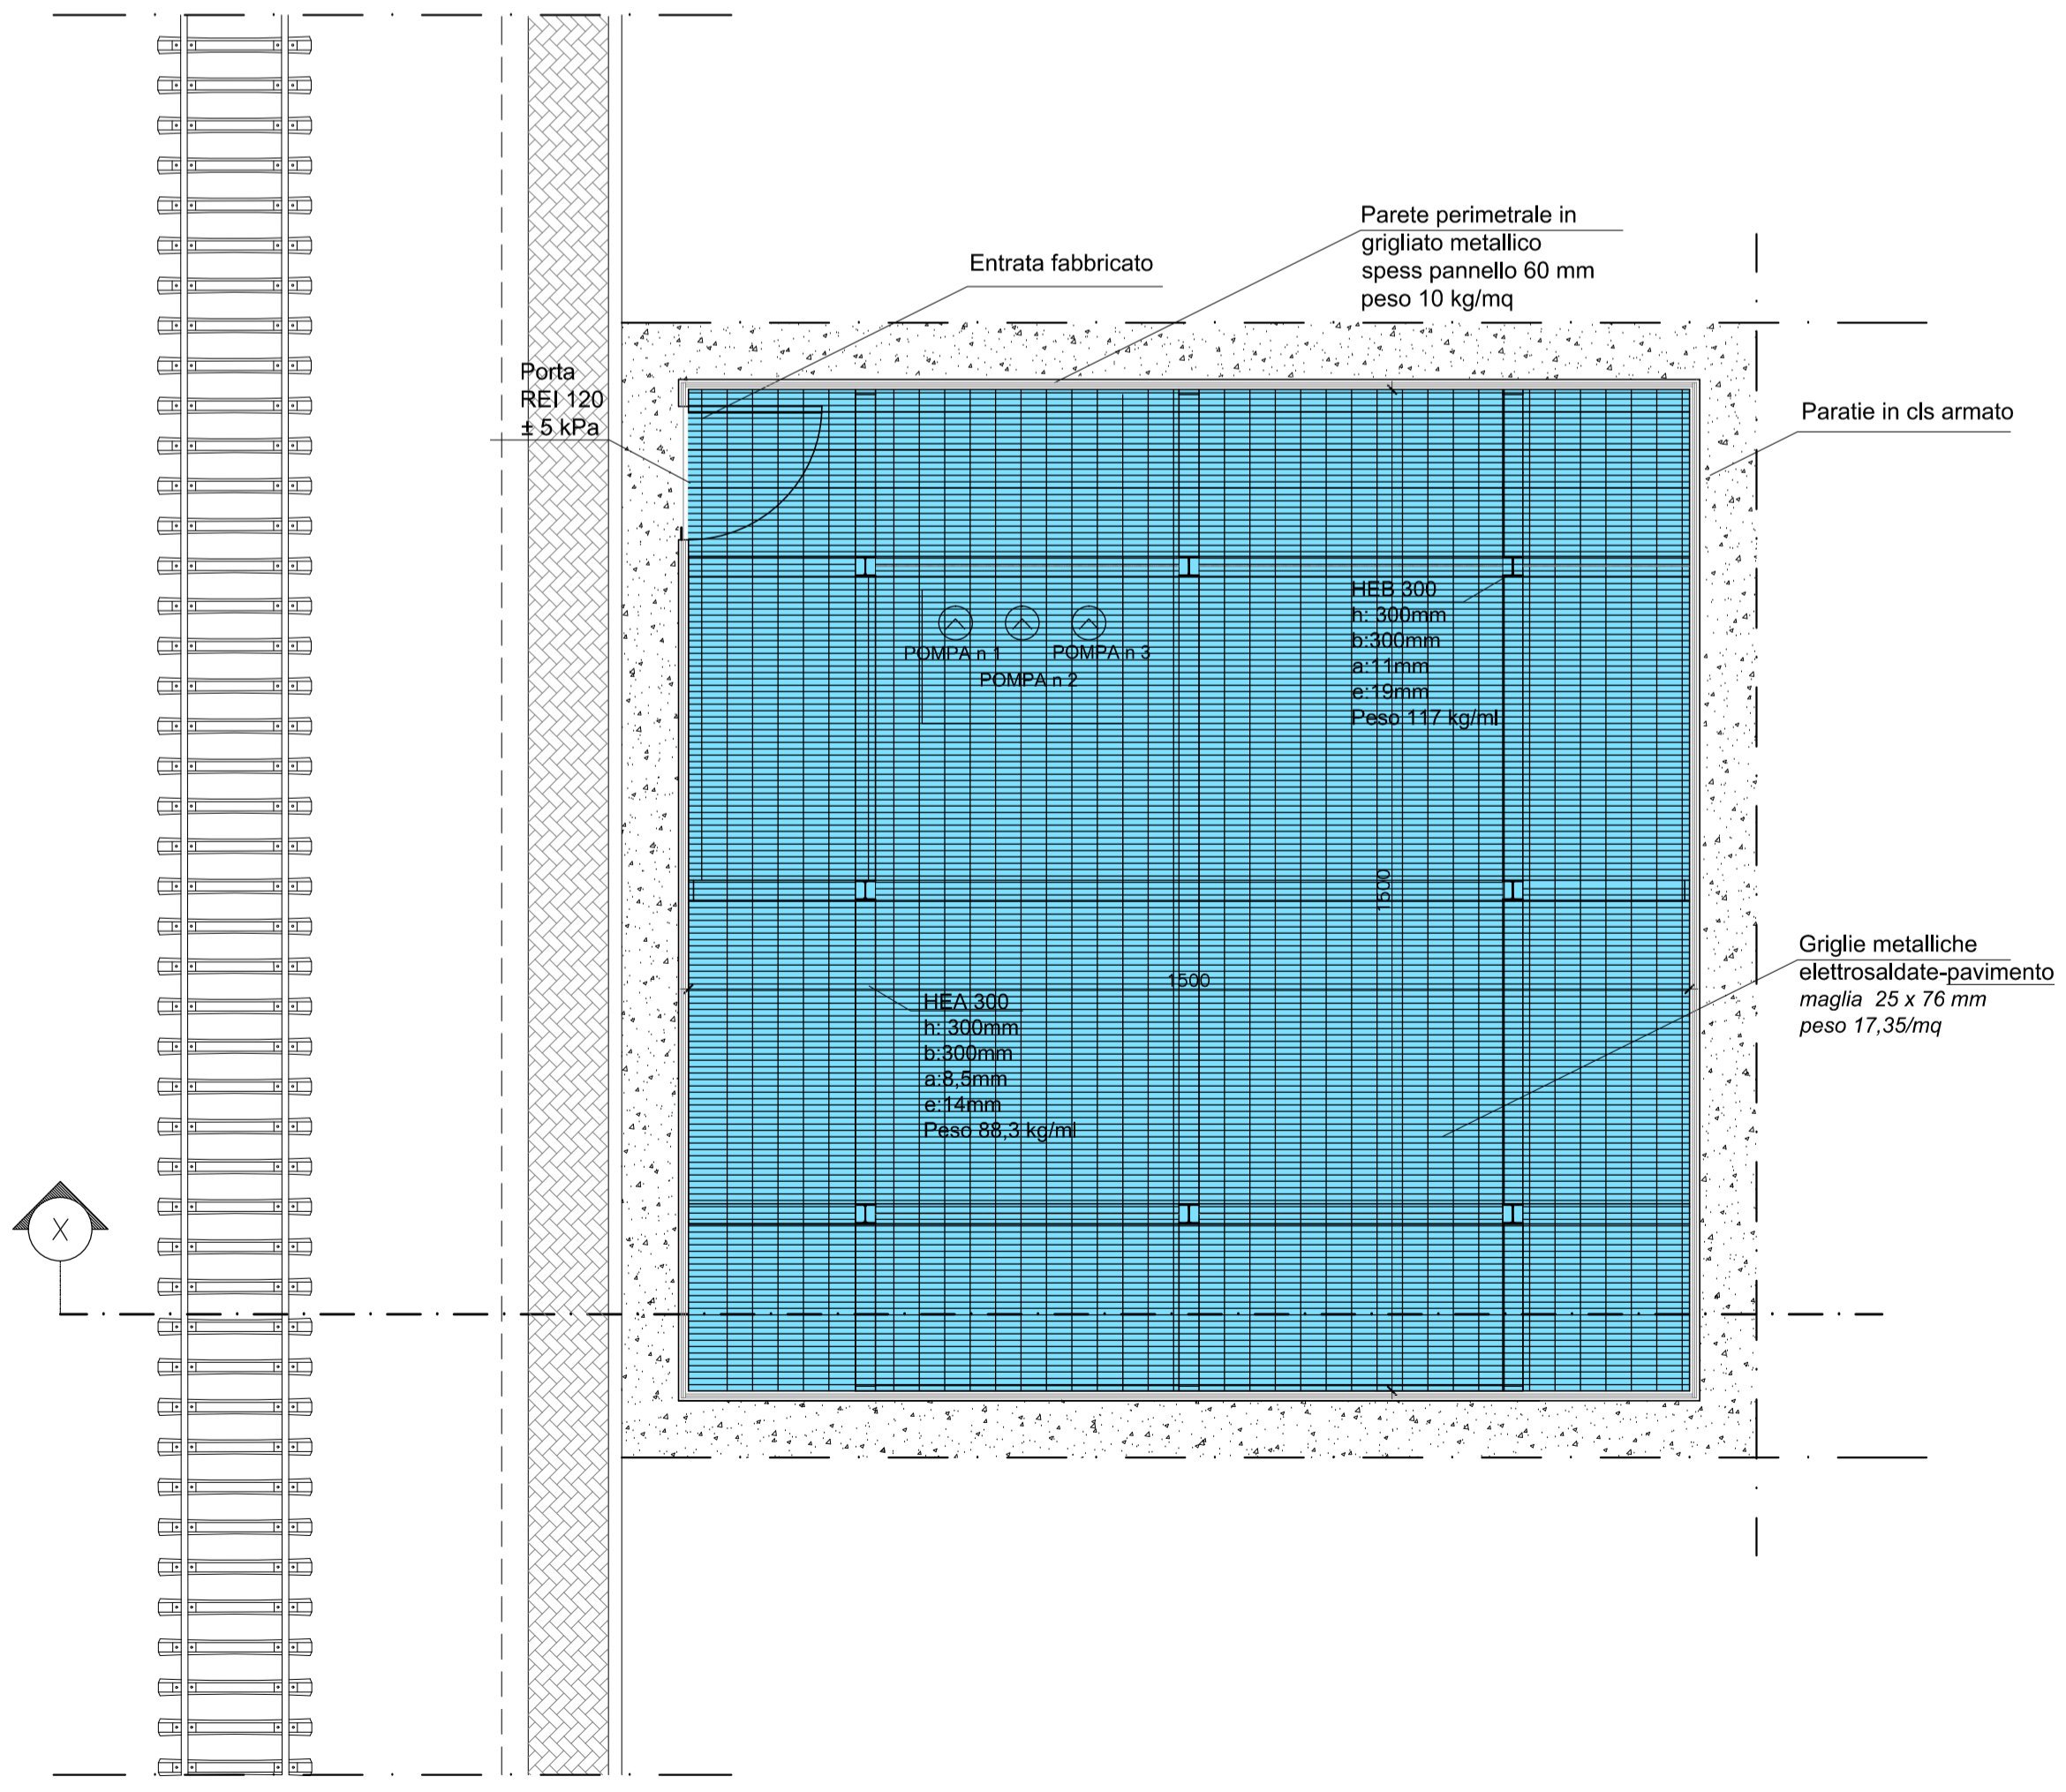 Parete perimetrale in
grigliato metallico
spess pannello 60 mm
peso 10 kg/mq
Entrata fabbricato
Porta
REI 120
± 5 kPa
Paratie in cls armato
HEB 300
h: 300mm
b:300mm
a:11mm
e:19mm
Peso 117 kg/ml
POMPA n 1
POMPA n 3
POMPA n 2
1500
1500
Griglie metalliche
elettrosaldate-pavimento
maglia 25 x 76 mm
peso 17,35/mq
HEA 300
h: 300mm
b:300mm
a:8,5mm
e:14mm
Peso 88,3 kg/ml
X